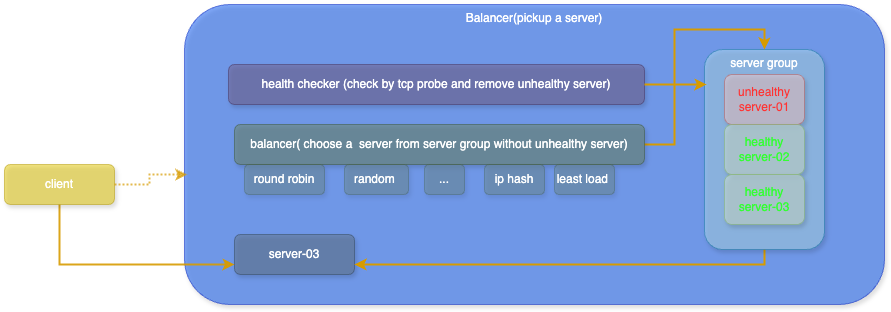 Balancer(pickup a server)
server group
health checker (check by tcp probe and remove unhealthy server)
unhealthy
server-01
balancer( choose a  server from server group without unhealthy server)
healthy
server-02
round robin
random
...
ip hash
least load
healthy
server-03
client
server-03